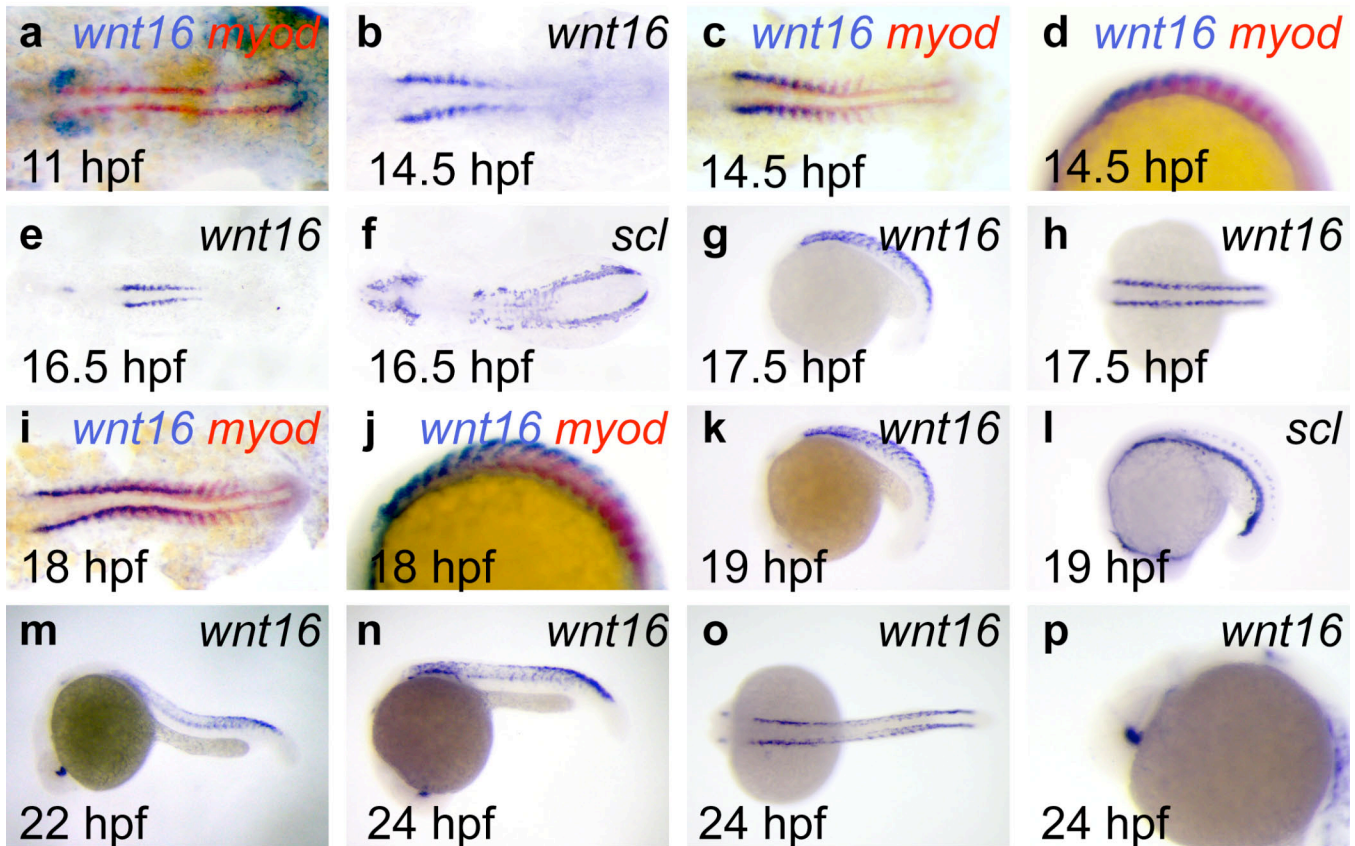 a wnt16 myod
11 hpf
b wnt16
14.5 hpf
c wnt16 myod
14.5 hpf
d wnt16 myod
14.5 hpf
e wnt16
16.5 hpf
f scl
16.5 hpf
g wnt16
17.5 hpf
h wnt16
17.5 hpf
i wnt16 myod
18 hpf
j wnt16 myod
18 hpf
k wnt16
19 hpf
l scl
19 hpf
m wnt16
22 hpf
n wnt16
24 hpf
o wnt16
24 hpf
p wnt16
24 hpf